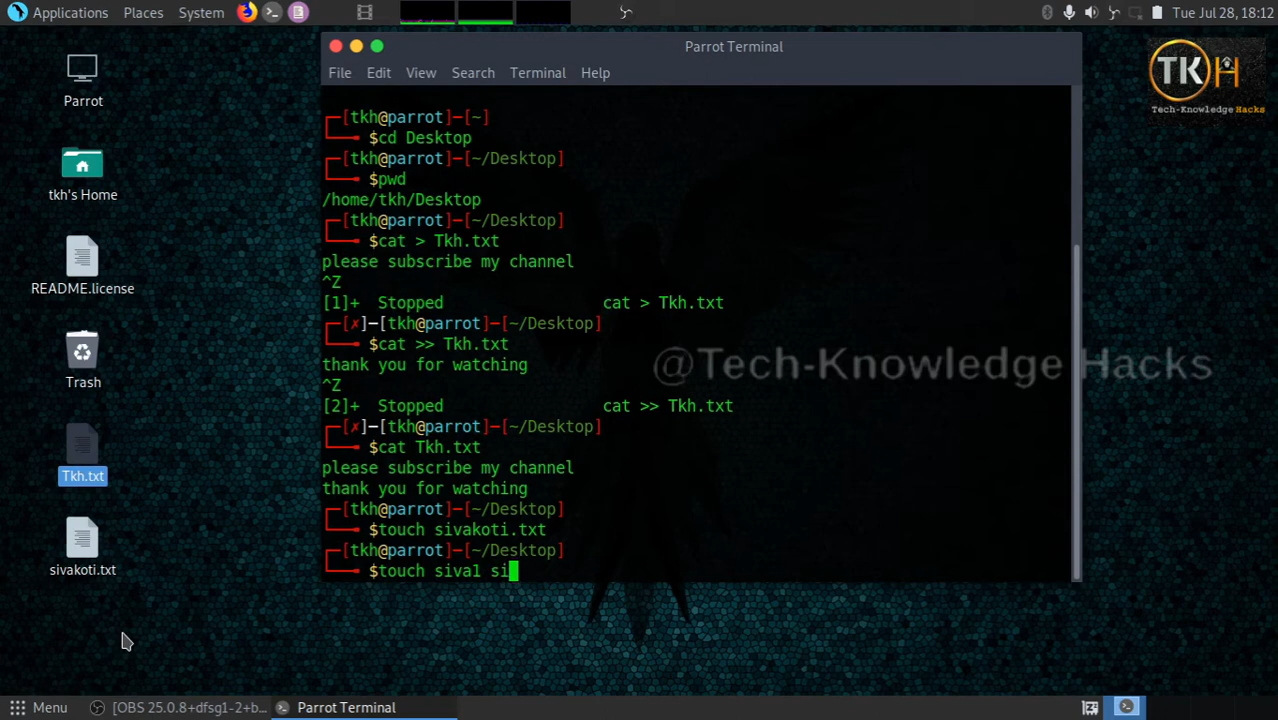 Applications Places System
Tue Jul 28, 18:12
Parrot Terminal
File Edit View Search Terminal Help
┌─[tkh@parrot]─[~]
└──╼ $cd Desktop
┌─[tkh@parrot]─[~/Desktop]
└──╼ $pwd
/home/tkh/Desktop
┌─[tkh@parrot]─[~/Desktop]
└──╼ $cat > Tkh.txt
please subscribe my channel
^Z
[1]+  Stopped                 cat > Tkh.txt
┌─[✗]─[tkh@parrot]─[~/Desktop]
└──╼ $cat >> Tkh.txt
thank you for watching
^Z
[2]+  Stopped                 cat >> Tkh.txt
┌─[✗]─[tkh@parrot]─[~/Desktop]
└──╼ $cat Tkh.txt
please subscribe my channel
thank you for watching
┌─[tkh@parrot]─[~/Desktop]
└──╼ $touch sivakoti.txt
┌─[tkh@parrot]─[~/Desktop]
└──╼ $touch siva1 si
Parrot
tkh's Home
README.license
Trash
Tkh.txt
sivakoti.txt
TKH
Tech-Knowledge Hacks
@Tech-Knowledge Hacks
Menu [OBS 25.0.8+dfsg1-2+b... Parrot Terminal